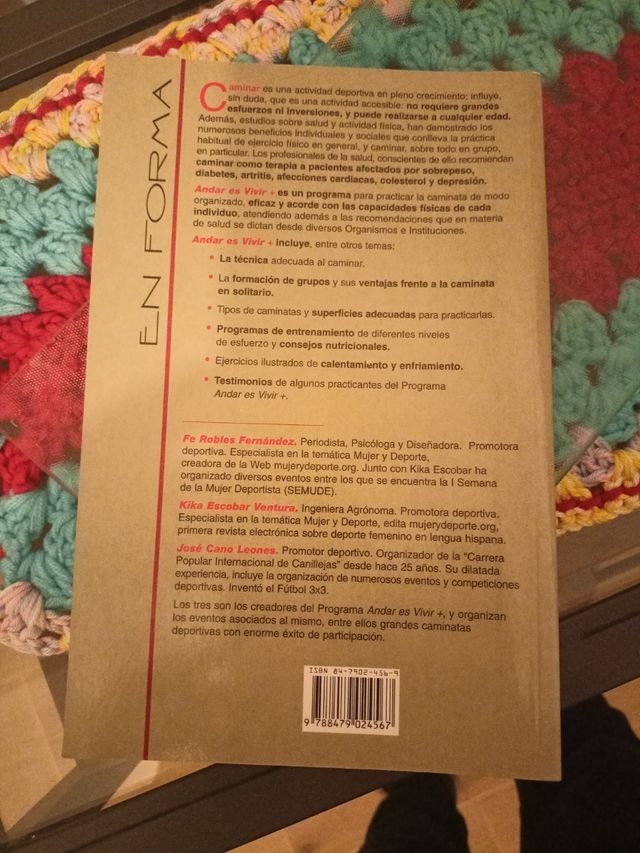 EN FORMA
Caminar es una actividad deportiva en pleno crecimiento; influye,
sin duda, que es una actividad accesible: no requiere grandes
esfuerzos ni inversiones, y puede realizarse a cualquier edad.
Además, estudios sobre salud y actividad física, han demostrado los
numerosos beneficios individuales y sociales que conlleva la práctica
habitual de ejercicio físico en general, y caminar, sobre todo en grupo,
en particular. Los profesionales de la salud, conscientes de ello recomiendan
caminar como terapia a pacientes afectados por sobrepeso,
diabetes, artritis, afecciones cardiacas, colesterol y depresión.
Andar es Vivir + es un programa para practicar la caminata de modo
organizado, eficaz y acorde con las capacidades físicas de cada
individuo, atendiendo además a las recomendaciones que en materia
de salud se dictan desde diversos Organismos e Instituciones.
Andar es Vivir + incluye, entre otros temas:
• La técnica adecuada al caminar.
• La formación de grupos y sus ventajas frente a la caminata
en solitario.
• Tipos de caminatas y superficies adecuadas para practicarlas.
• Programas de entrenamiento de diferentes niveles
de esfuerzo y consejos nutricionales.
• Ejercicios ilustrados de calentamiento y enfriamiento.
• Testimonios de algunos practicantes del Programa
Andar es Vivir +.
Fe Robles Fernández. Periodista, Psicóloga y Diseñadora. Promotora
deportiva. Especialista en la temática Mujer y Deporte,
creadora de la Web mujerydeporte.org. Junto con Kika Escobar ha
organizado diversos eventos entre los que se encuentra la I Semana
de la Mujer Deportista (SEMUDE).
Kika Escobar Ventura. Ingeniera Agrónoma. Promotora deportiva.
Especialista en la temática Mujer y Deporte, edita mujerydeporte.org,
primera revista electrónica sobre deporte femenino en lengua hispana.
José Cano Leones. Promotor deportivo. Organizador de la "Carrera
Popular Internacional de Canillejas" desde hace 25 años. Su dilatada
experiencia, incluye la organización de numerosos eventos y competiciones
deportivas. Inventó el Fútbol 3x3.
Los tres son los creadores del Programa Andar es Vivir +, y organizan
los eventos asociados al mismo, entre ellos grandes caminatas
deportivas con enorme éxito de participación.
ISBN 84-7902-456-9
9 788479 024567